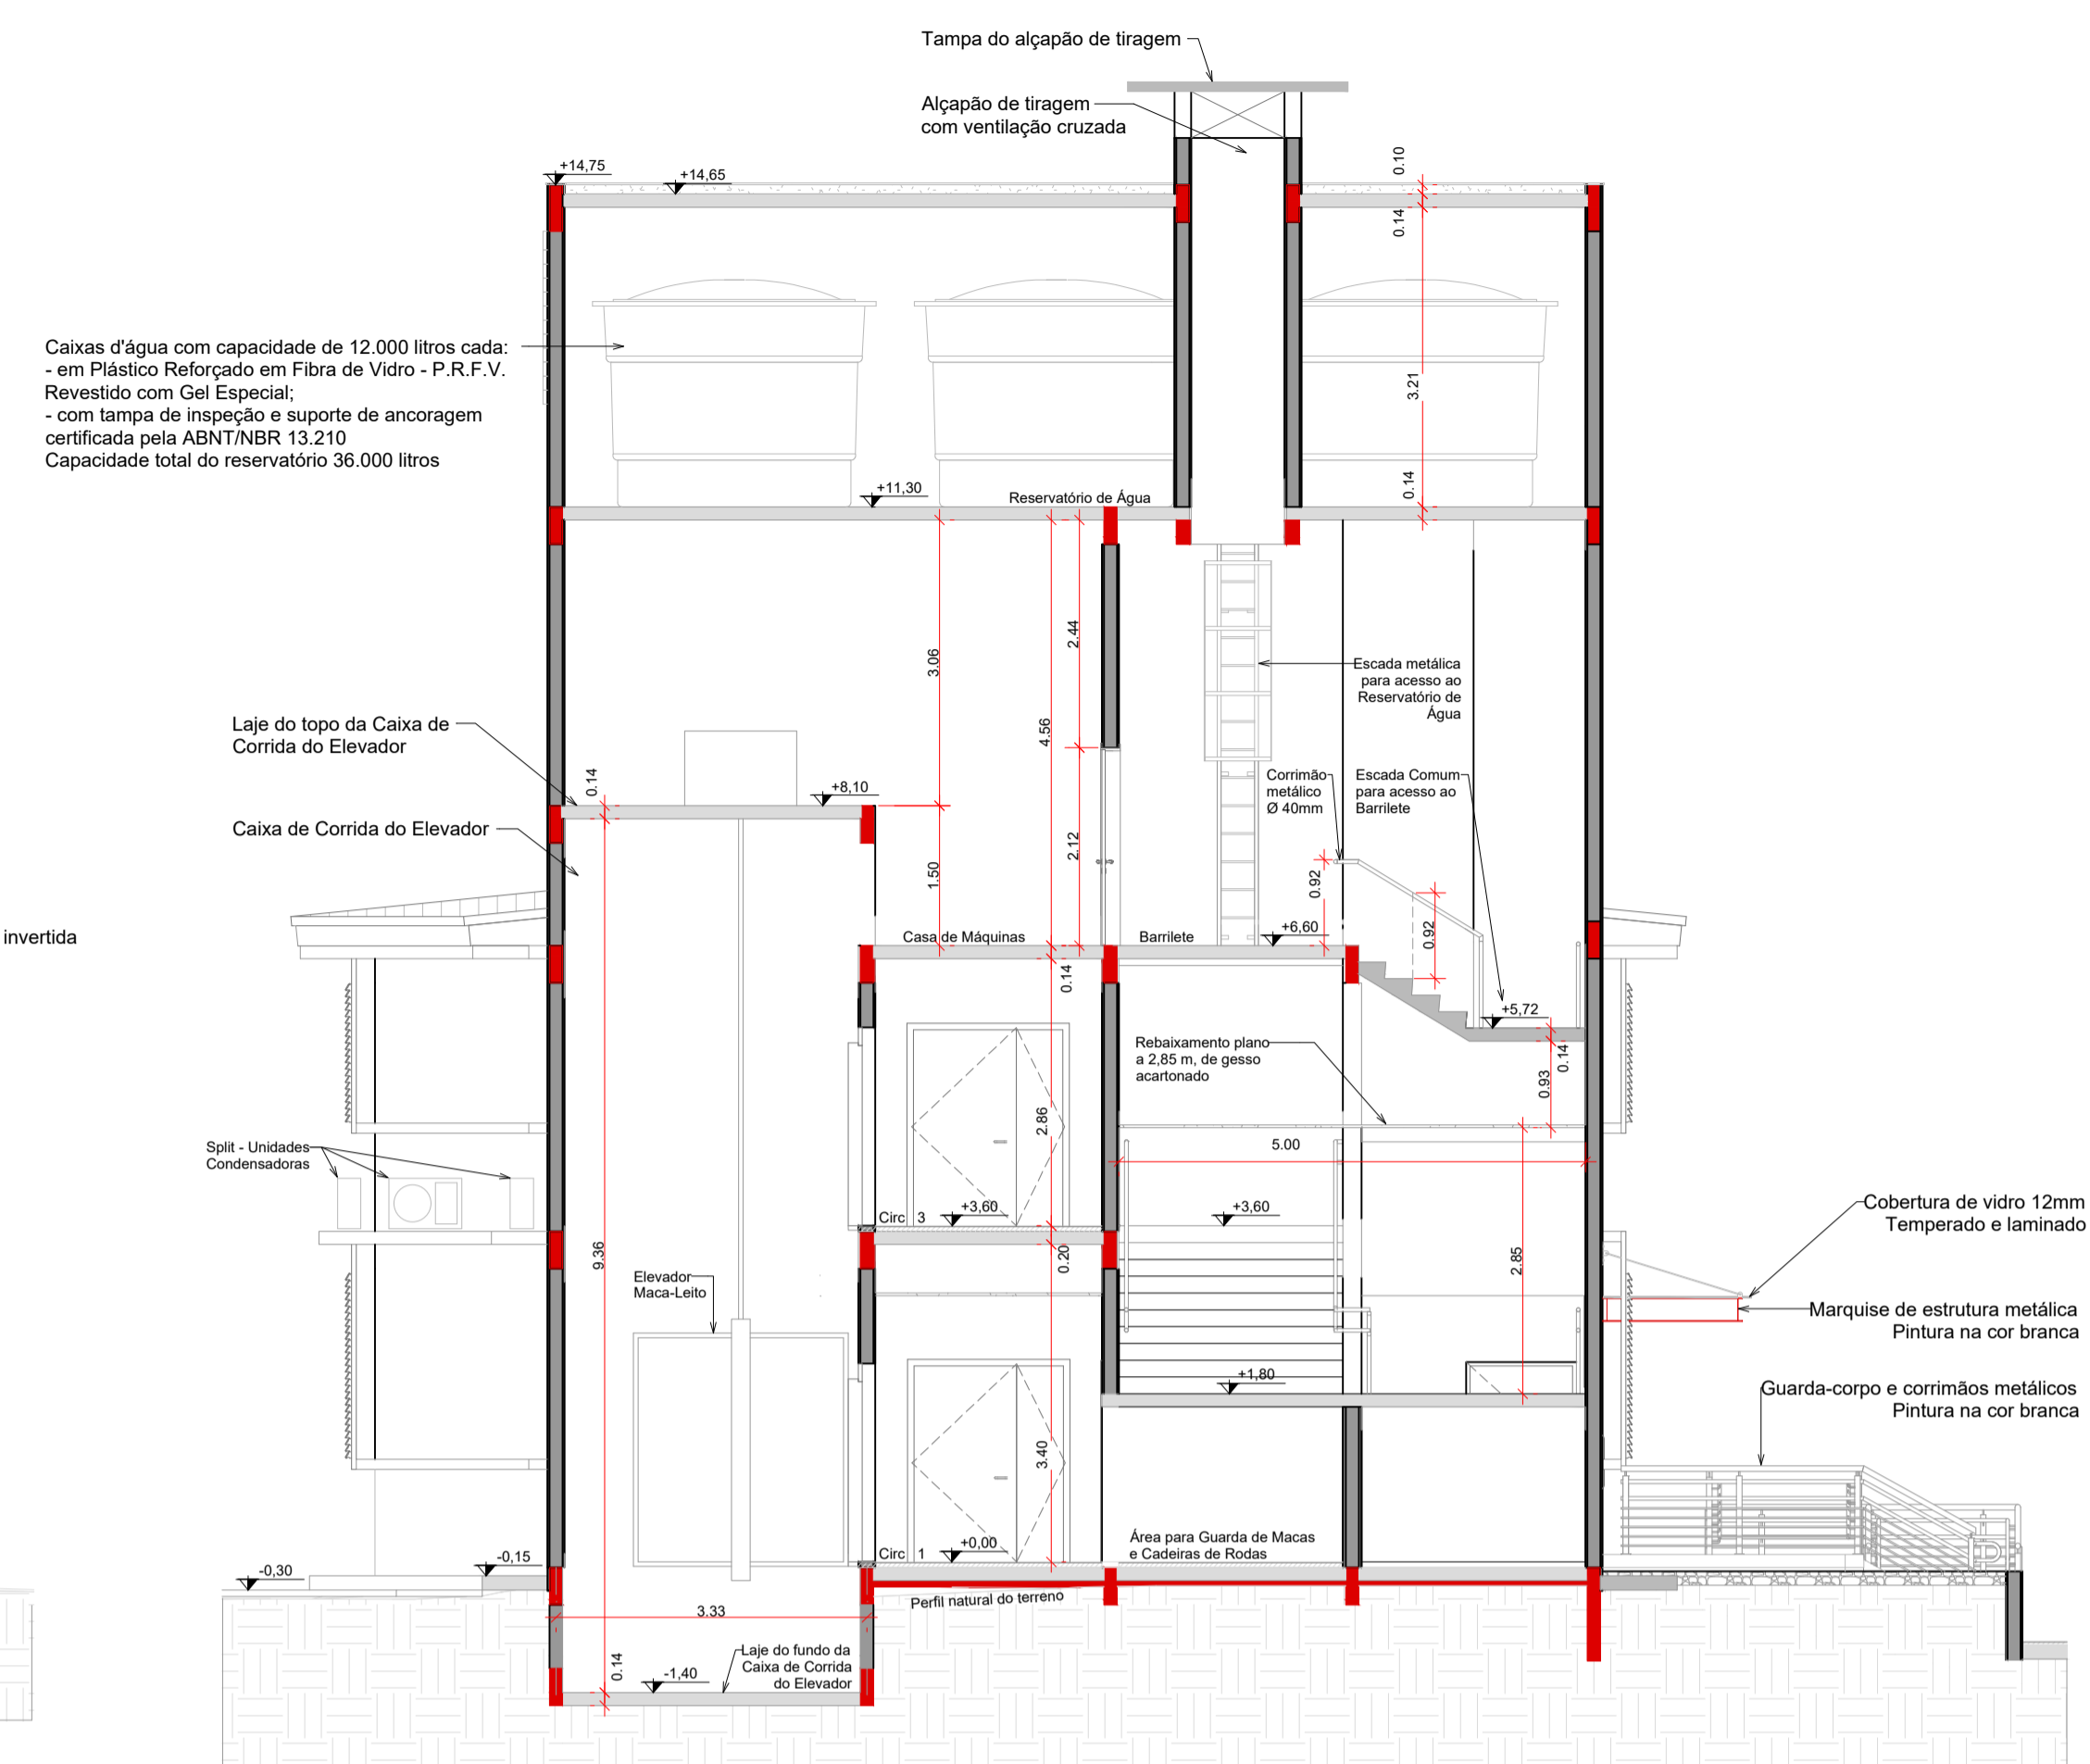 Tampa do alçapão de tiragem
Alçapão de tiragem
com ventilação cruzada
+14,75
+14,65
0.10
0.14
Caixas d'água com capacidade de 12.000 litros cada:
- em Plástico Reforçado em Fibra de Vidro - P.R.F.V.
Revestido com Gel Especial;
- com tampa de inspeção e suporte de ancoragem
certificada pela ABNT/NBR 13.210
Capacidade total do reservatório 36.000 litros
3.21
0.14
+11,30
Reservatório de Água
2.44
3.06
4.56
Escada metálica
para acesso ao
Reservatório de
Água
Laje do topo da Caixa de
Corrida do Elevador
0.14
+8,10
Corrimão
metálico
Ø 40mm
Escada Comum
para acesso ao
Barrilete
Caixa de Corrida do Elevador
2.12
1.50
0.92
0.92
invertida
Casa de Máquinas
Barrilete
+6,60
0.14
+5,72
Rebaixamento plano
a 2,85 m, de gesso
acartonado
0.14
0.93
2.86
Split - Unidades
Condensadoras
5.00
Circ 3
+3,60
+3,60
Cobertura de vidro 12mm
Temperado e laminado
9.36
0.20
2.85
Elevador
Maca-Leito
Marquise de estrutura metálica
Pintura na cor branca
+1,80
Guarda-corpo e corrimãos metálicos
Pintura na cor branca
3.40
Área para Guarda de Macas
e Cadeiras de Rodas
Circ 1
+0,00
-0,15
-0,30
Perfil natural do terreno
3.33
Laje do fundo da
Caixa de Corrida
do Elevador
0.14
-1,40